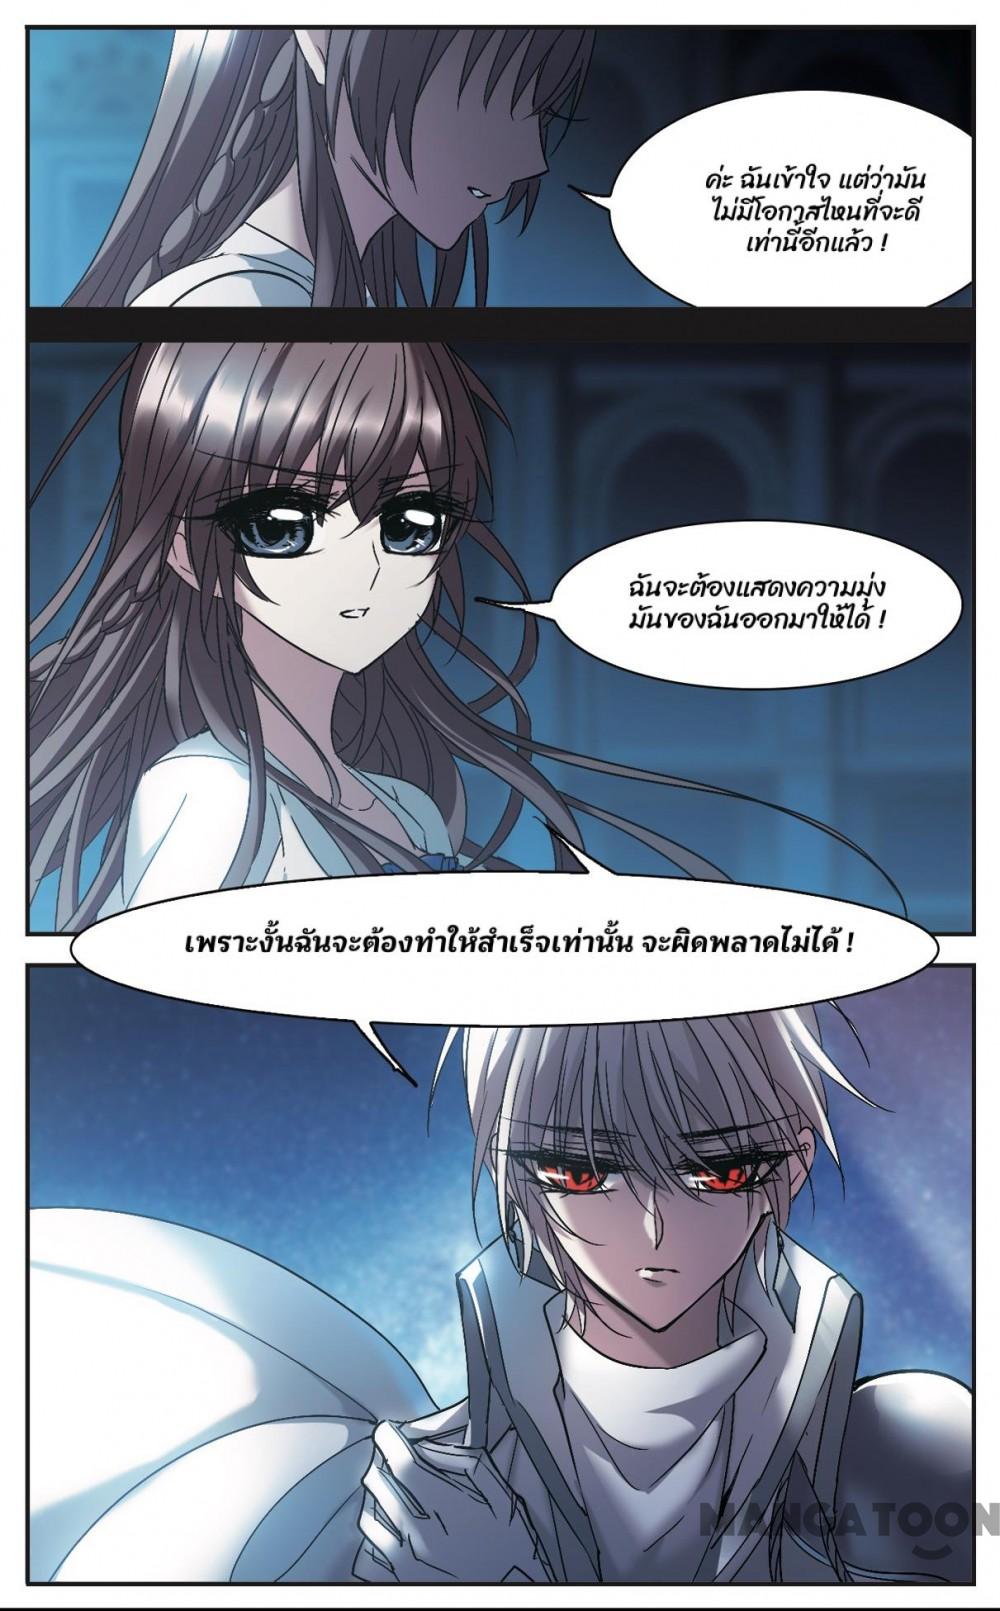 ค่ะ ฉันเข้าใจ แต่ว่ามัน
ไม่มีโอกาสไหนที่จะดี
เท่านี้อีกแล้ว !
ฉันจะต้องแสดงความมุ่ง
มันของฉันออกมาให้ได้ !
เพราะงั้นฉันจะต้องทำให้สำเร็จเท่านั้น จะผิดพลาดไม่ได้ !
MANGATOON